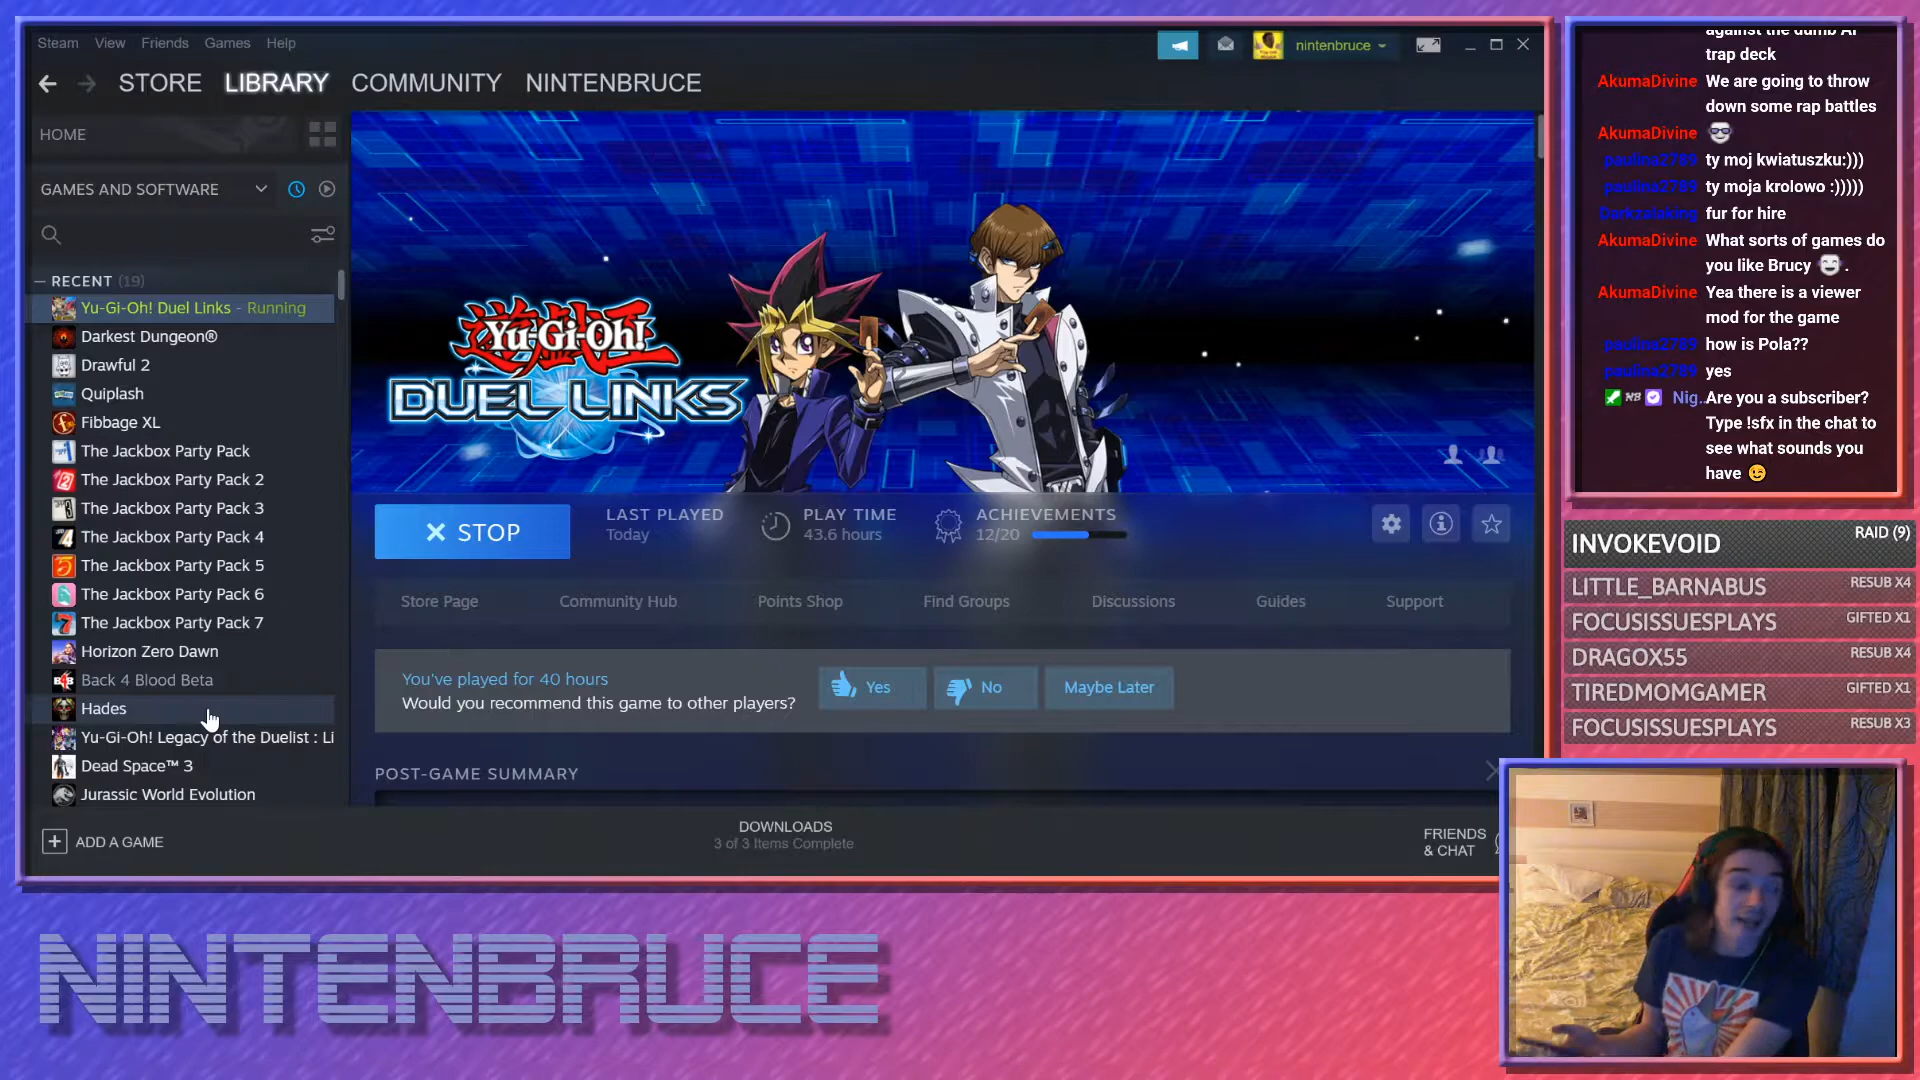 Steam View Friends Games Help
nintenbruce
STORE LIBRARY COMMUNITY NINTENBRUCE
HOME
GAMES AND SOFTWARE
— RECENT (19)
Yu-Gi-Oh! Duel Links - Running
Darkest Dungeon®
Drawful 2
Quiplash
Fibbage XL
The Jackbox Party Pack
The Jackbox Party Pack 2
The Jackbox Party Pack 3
The Jackbox Party Pack 4
The Jackbox Party Pack 5
The Jackbox Party Pack 6
The Jackbox Party Pack 7
Horizon Zero Dawn
Back 4 Blood Beta
Hades
Yu-Gi-Oh! Legacy of the Duelist : Li
Dead Space™ 3
Jurassic World Evolution
ADD A GAME
Yu-Gi-Oh!
DUEL LINKS
STOP
LAST PLAYED
Today
PLAY TIME
43.6 hours
ACHIEVEMENTS
12/20
Store Page Community Hub Points Shop Find Groups Discussions Guides Support
You've played for 40 hours
Would you recommend this game to other players?
Yes No Maybe Later
POST-GAME SUMMARY
DOWNLOADS
3 of 3 Items Complete
FRIENDS
& CHAT
against the dumb AI
trap deck
AkumaDivine We are going to throw
down some rap battles
AkumaDivine
paulina2789 ty moj kwiatuszku:)))
paulina2789 ty moja krolowo :)))))
Darkzalaking fur for hire
AkumaDivine What sorts of games do
you like Brucy .
AkumaDivine Yea there is a viewer
mod for the game
paulina2789 how is Pola??
paulina2789 yes
Nig.. Are you a subscriber?
Type !sfx in the chat to
see what sounds you
have 😉
INVOKEVOID RAID (9)
LITTLE_BARNABUS RESUB X4
FOCUSISSUESPLAYS GIFTED X1
DRAGOX55 RESUB X4
TIREDMOMGAMER GIFTED X1
FOCUSISSUESPLAYS RESUB X3
NINTENBRUCE